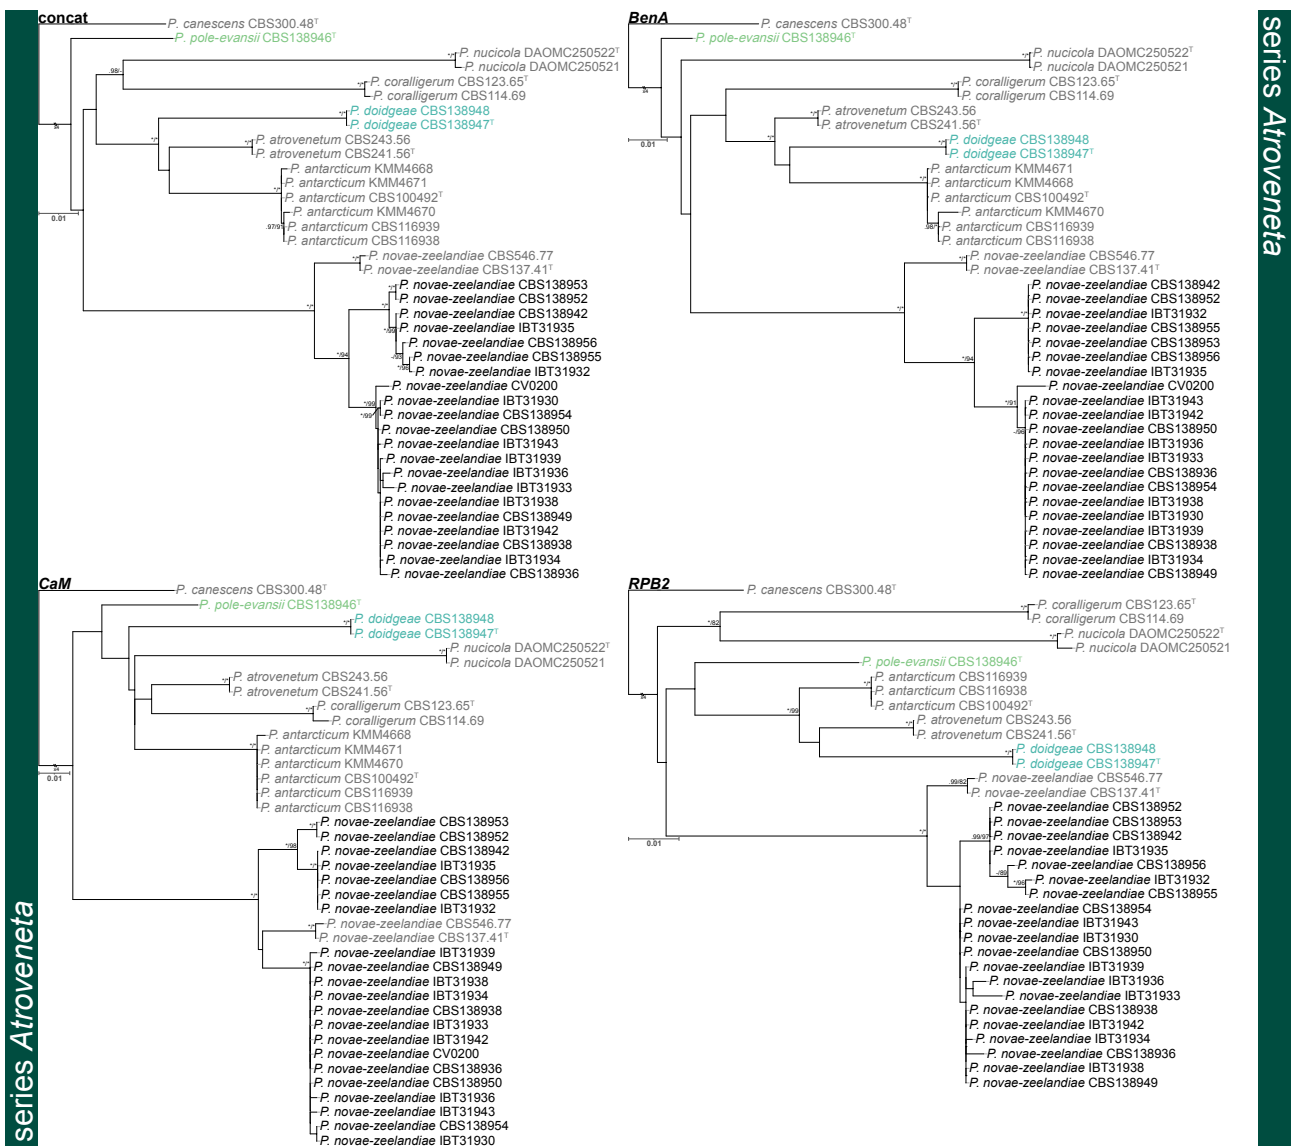 series Atroveneta
concat
P. canescens CBS300.48T
P. pole-evansii CBS138946T
P. nucicola DAOMC250522T
P. nucicola DAOMC250521
.98/-
P. coralligerum CBS123.65T
P. coralligerum CBS114.69
P. doidgeae CBS138948
P. doidgeae CBS138947T
P. atrovenetum CBS243.56
P. atrovenetum CBS241.56T
P. antarcticum KMM4668
P. antarcticum KMM4671
P. antarcticum CBS100492T
P. antarcticum KMM4670
.97/91
P. antarcticum CBS116939
P. antarcticum CBS116938
0.01
P. novae-zeelandiae CBS546.77
P. novae-zeelandiae CBS137.41T
P. novae-zeelandiae CBS138953
P. novae-zeelandiae CBS138952
P. novae-zeelandiae CBS138942
*/99
P. novae-zeelandiae IBT31935
P. novae-zeelandiae CBS138956
*/94
-/93
P. novae-zeelandiae CBS138955
*/96
P. novae-zeelandiae IBT31932
P. novae-zeelandiae CV0200
*/99
P. novae-zeelandiae IBT31930
*/99
P. novae-zeelandiae CBS138954
P. novae-zeelandiae CBS138950
P. novae-zeelandiae IBT31943
P. novae-zeelandiae IBT31939
P. novae-zeelandiae IBT31936
P. novae-zeelandiae IBT31933
P. novae-zeelandiae IBT31938
P. novae-zeelandiae CBS138949
P. novae-zeelandiae IBT31942
P. novae-zeelandiae CBS138938
P. novae-zeelandiae IBT31934
P. novae-zeelandiae CBS138936
BenA
P. canescens CBS300.48T
P. pole-evansii CBS138946T
P. nucicola DAOMC250522T
P. nucicola DAOMC250521
P. coralligerum CBS123.65T
P. coralligerum CBS114.69
P. atrovenetum CBS243.56
P. atrovenetum CBS241.56T
0.01
P. doidgeae CBS138948
P. doidgeae CBS138947T
P. antarcticum KMM4671
P. antarcticum KMM4668
P. antarcticum CBS100492T
P. antarcticum KMM4670
.98/*
P. antarcticum CBS116939
P. antarcticum CBS116938
P. novae-zeelandiae CBS546.77
P. novae-zeelandiae CBS137.41T
P. novae-zeelandiae CBS138942
P. novae-zeelandiae CBS138952
P. novae-zeelandiae IBT31932
P. novae-zeelandiae CBS138955
P. novae-zeelandiae CBS138953
*/94
P. novae-zeelandiae CBS138956
P. novae-zeelandiae IBT31935
P. novae-zeelandiae CV0200
*/91
P. novae-zeelandiae IBT31943
P. novae-zeelandiae IBT31942
P. novae-zeelandiae CBS138950
P. novae-zeelandiae IBT31936
P. novae-zeelandiae IBT31933
P. novae-zeelandiae CBS138936
P. novae-zeelandiae CBS138954
P. novae-zeelandiae IBT31938
P. novae-zeelandiae IBT31930
P. novae-zeelandiae IBT31939
P. novae-zeelandiae CBS138938
P. novae-zeelandiae IBT31934
P. novae-zeelandiae CBS138949
CaM
P. canescens CBS300.48T
P. pole-evansii CBS138946T
P. doidgeae CBS138948
P. doidgeae CBS138947T
P. nucicola DAOMC250522T
P. nucicola DAOMC250521
P. atrovenetum CBS243.56
P. atrovenetum CBS241.56T
P. coralligerum CBS123.65T
P. coralligerum CBS114.69
P. antarcticum KMM4668
P. antarcticum KMM4671
P. antarcticum KMM4670
0.01
P. antarcticum CBS100492T
P. antarcticum CBS116939
P. antarcticum CBS116938
P. novae-zeelandiae CBS138953
P. novae-zeelandiae CBS138952
*/98
P. novae-zeelandiae CBS138942
P. novae-zeelandiae IBT31935
P. novae-zeelandiae CBS138956
P. novae-zeelandiae CBS138955
P. novae-zeelandiae IBT31932
P. novae-zeelandiae CBS546.77
P. novae-zeelandiae CBS137.41T
P. novae-zeelandiae IBT31939
P. novae-zeelandiae CBS138949
P. novae-zeelandiae IBT31938
P. novae-zeelandiae IBT31934
P. novae-zeelandiae CBS138938
P. novae-zeelandiae IBT31933
P. novae-zeelandiae IBT31942
P. novae-zeelandiae CV0200
P. novae-zeelandiae CBS138936
P. novae-zeelandiae CBS138950
P. novae-zeelandiae IBT31936
P. novae-zeelandiae IBT31943
P. novae-zeelandiae CBS138954
P. novae-zeelandiae IBT31930
RPB2
P. canescens CBS300.48T
P. coralligerum CBS123.65T
P. coralligerum CBS114.69
*/82
P. nucicola DAOMC250522T
P. nucicola DAOMC250521
P. pole-evansii CBS138946T
P. antarcticum CBS116939
P. antarcticum CBS116938
P. antarcticum CBS100492T
*/99
P. atrovenetum CBS243.56
P. atrovenetum CBS241.56T
P. doidgeae CBS138948
P. doidgeae CBS138947T
.99/82
P. novae-zeelandiae CBS546.77
P. novae-zeelandiae CBS137.41T
P. novae-zeelandiae CBS138952
P. novae-zeelandiae CBS138953
.99/97
P. novae-zeelandiae CBS138942
0.01
P. novae-zeelandiae IBT31935
P. novae-zeelandiae CBS138956
-/89
P. novae-zeelandiae IBT31932
*/96
P. novae-zeelandiae CBS138955
P. novae-zeelandiae CBS138954
P. novae-zeelandiae IBT31943
P. novae-zeelandiae IBT31930
P. novae-zeelandiae CBS138950
P. novae-zeelandiae IBT31939
P. novae-zeelandiae IBT31936
P. novae-zeelandiae IBT31933
P. novae-zeelandiae CBS138938
P. novae-zeelandiae IBT31942
P. novae-zeelandiae IBT31934
P. novae-zeelandiae CBS138936
P. novae-zeelandiae IBT31938
P. novae-zeelandiae CBS138949
series Atroveneta